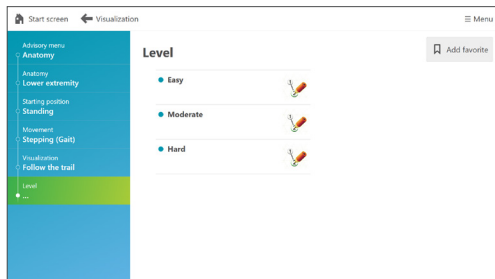 Start screen
Visualization
Menu
Advisory menu
Anatomy
Anatomy
Lower extremity
Starting position
Standing
Movement
Stepping (Gait)
Visualization
Follow the trail
Level
...
Level
Easy
Moderate
Hard
Add favorite